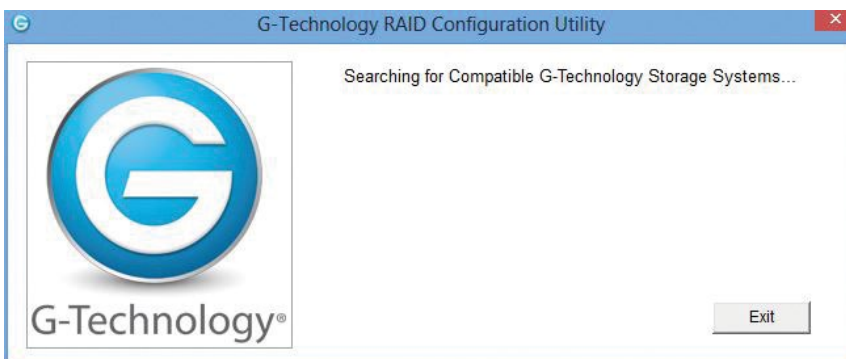 G-Technology RAID Configuration Utility
Searching for Compatible G-Technology Storage Systems...
G-Technology®
Exit